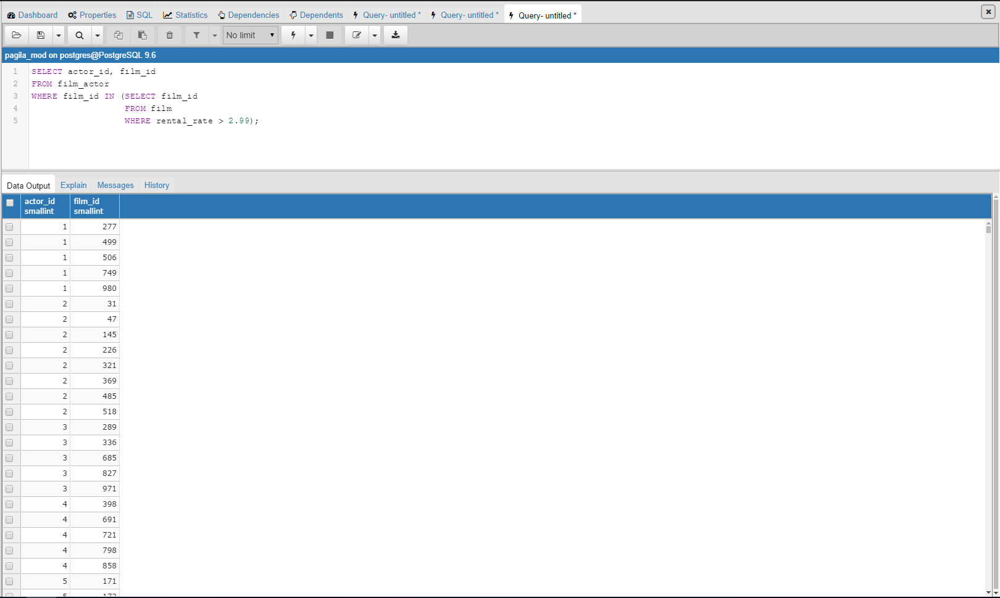 Dashboard Properties SQL Statistics Dependencies Dependents Query- untitled * Query- untitled * Query- untitled *
No limit
pagila_mod on postgres@PostgreSQL 9.6
1 SELECT actor_id, film_id
2 FROM film_actor
3 WHERE film_id IN (SELECT film_id
4 FROM film
5 WHERE rental_rate > 2.99);
Data Output Explain Messages History
actor_id film_id
smallint smallint
1 277
1 499
1 506
1 749
1 980
2 31
2 47
2 145
2 226
2 321
2 369
2 485
2 518
3 289
3 336
3 685
3 827
3 971
4 398
4 691
4 721
4 798
4 858
5 171